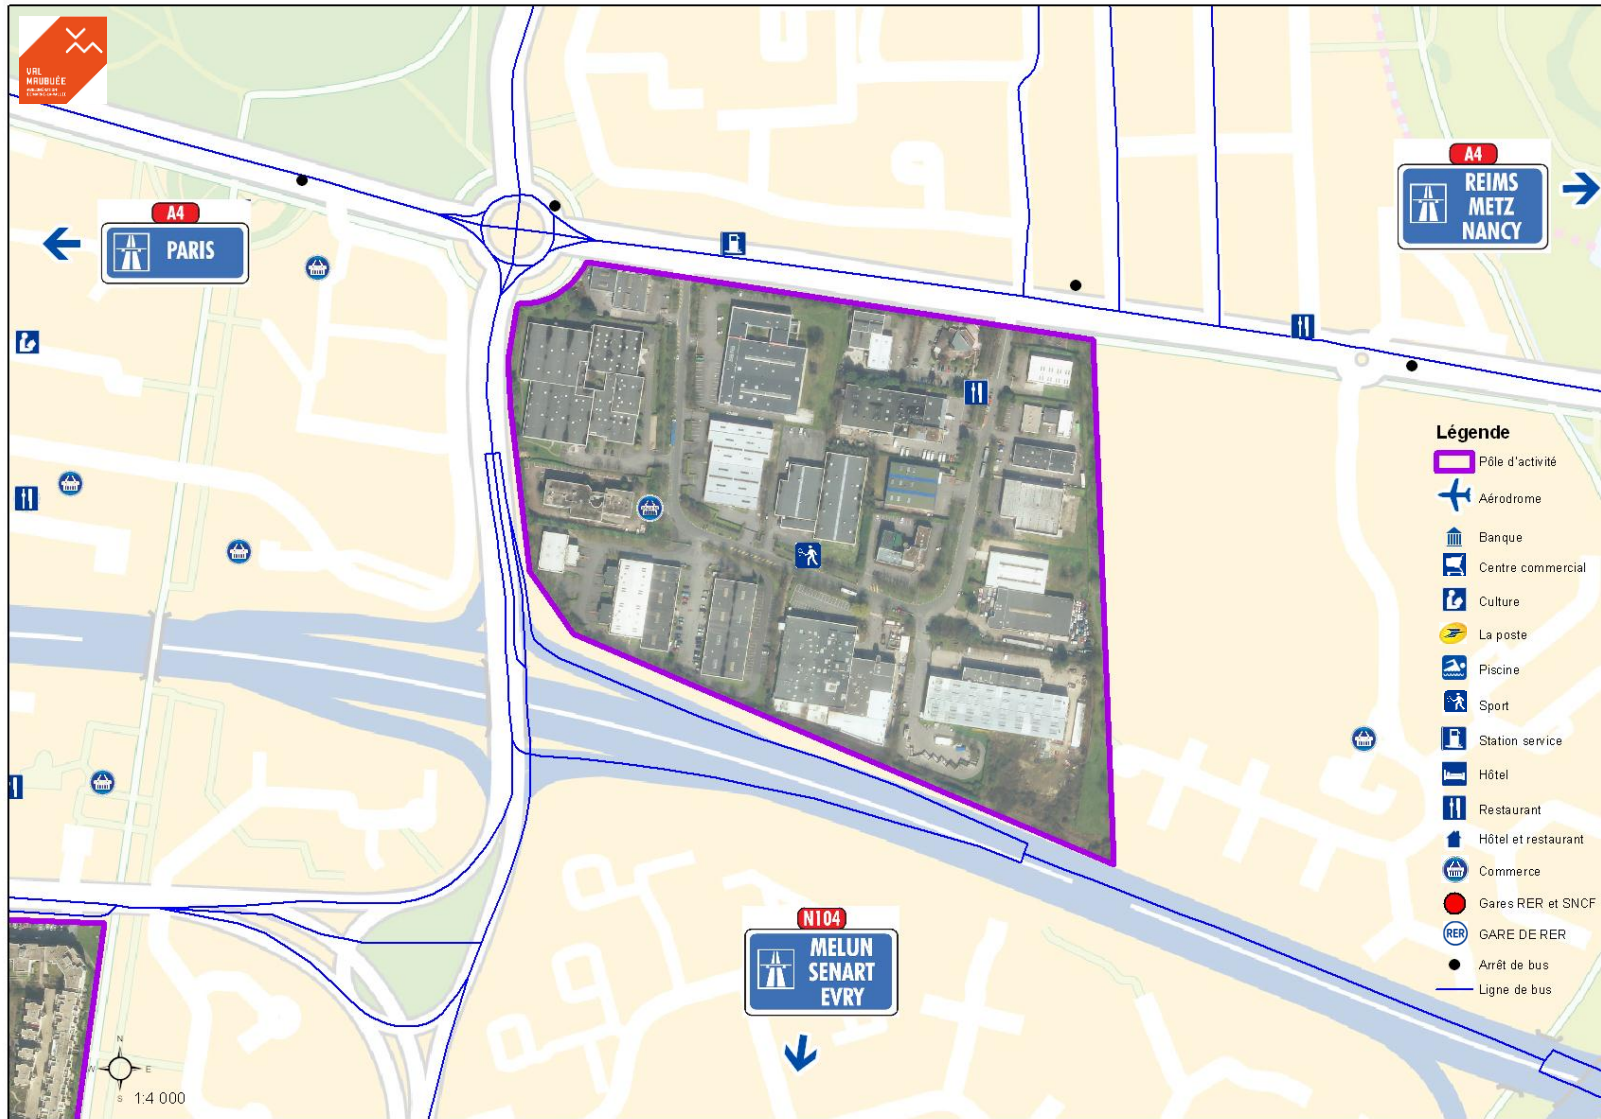 VAL
MAUBUÉE
A4
PARIS
A4
REIMS
METZ
NANCY
N104
MELUN
SENART
EVRY
Légende
Pôle d'activité
Aérodrome
Banque
Centre commercial
Culture
La poste
Piscine
Sport
Station service
Hôtel
Restaurant
Hôtel et restaurant
Commerce
Gares RER et SNCF
RER GARE DE RER
Arrêt de bus
Ligne de bus
N
W E
S
1:4 000